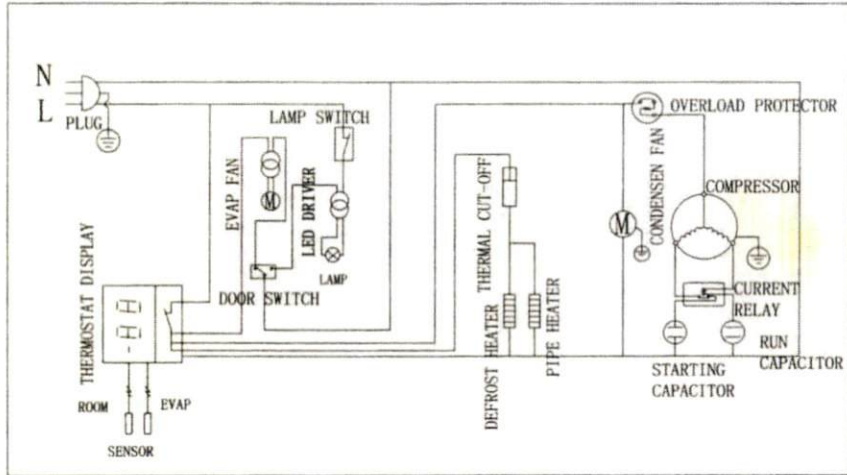 N
L
PLUG
LAMP SWITCH
OVERLOAD PROTECTOR
EVAP FAN
M
LED DRIVER
LAMP
DOOR SWITCH
THERMAL CUT-OFF
DEFROST HEATER
PIPE HEATER
M
CONDENSEN FAN
COMPRESSOR
CURRENT
RELAY
RUN
CAPACITOR
STARTING
CAPACITOR
THERMOSTAT DISPLAY
ROOM
EVAP
SENSOR